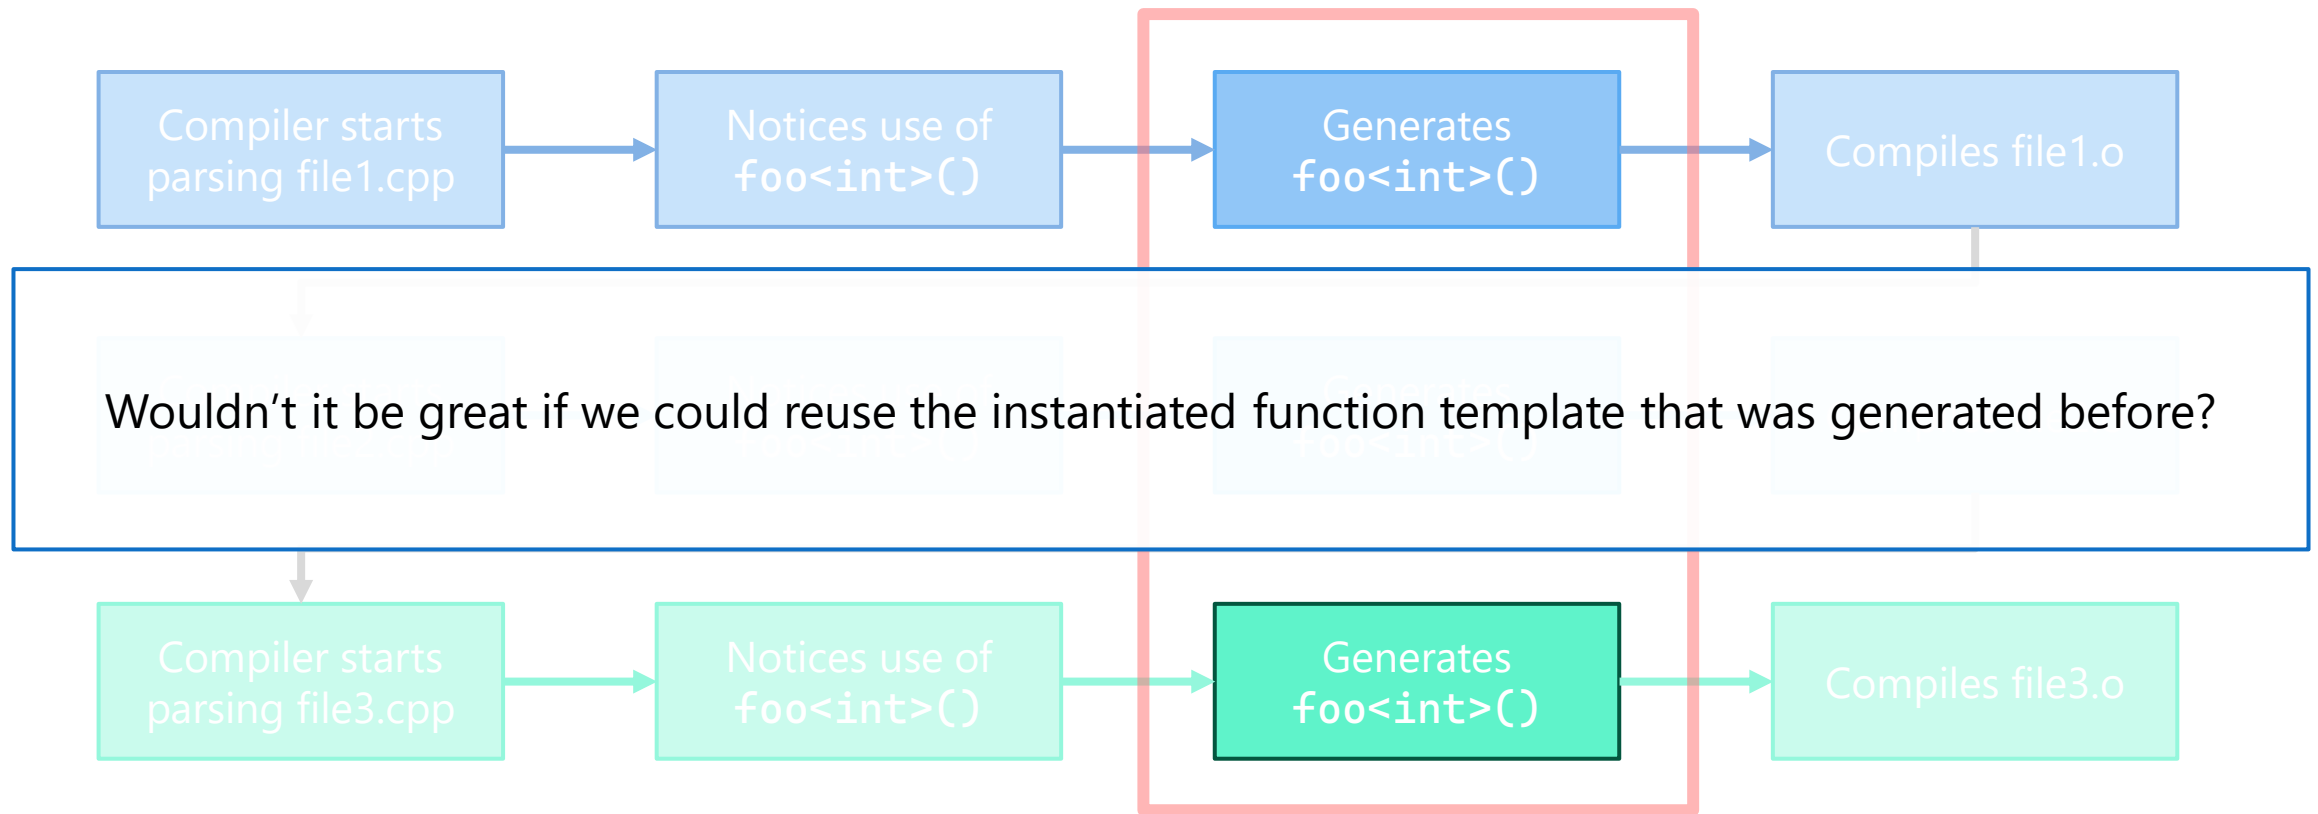 Compiler starts
parsing file1.cpp
Notices use of
foo<int>()
Generates
foo<int>()
Compiles file1.o
Wouldn’t it be great if we could reuse the instantiated function template that was generated before?
Compiler starts
parsing file3.cpp
Notices use of
foo<int>()
Generates
foo<int>()
Compiles file3.o